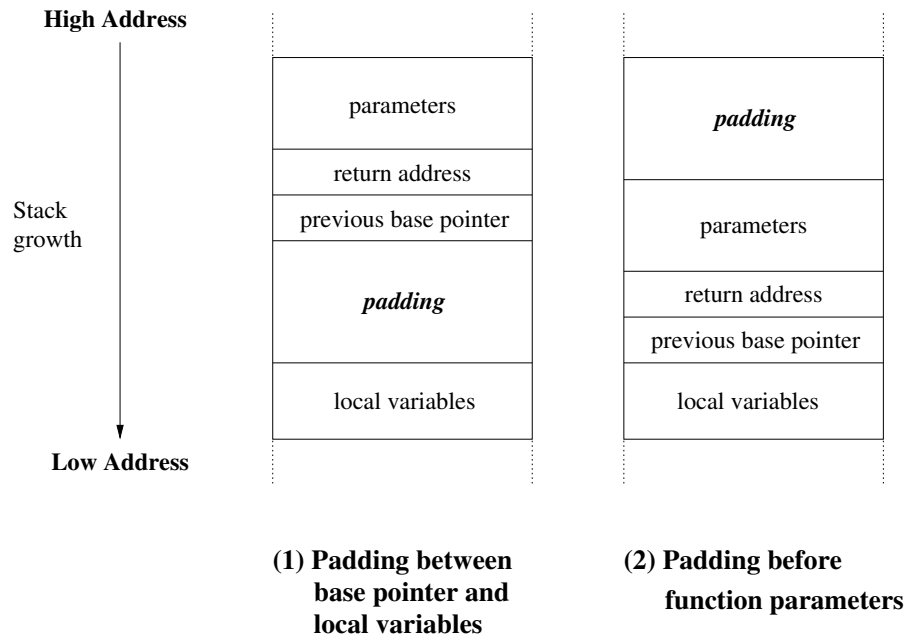 High Address
Stack
growth
Low Address
parameters
return address
previous base pointer
padding
local variables
(1) Padding between
base pointer and
local variables
padding
parameters
return address
previous base pointer
local variables
(2) Padding before
function parameters